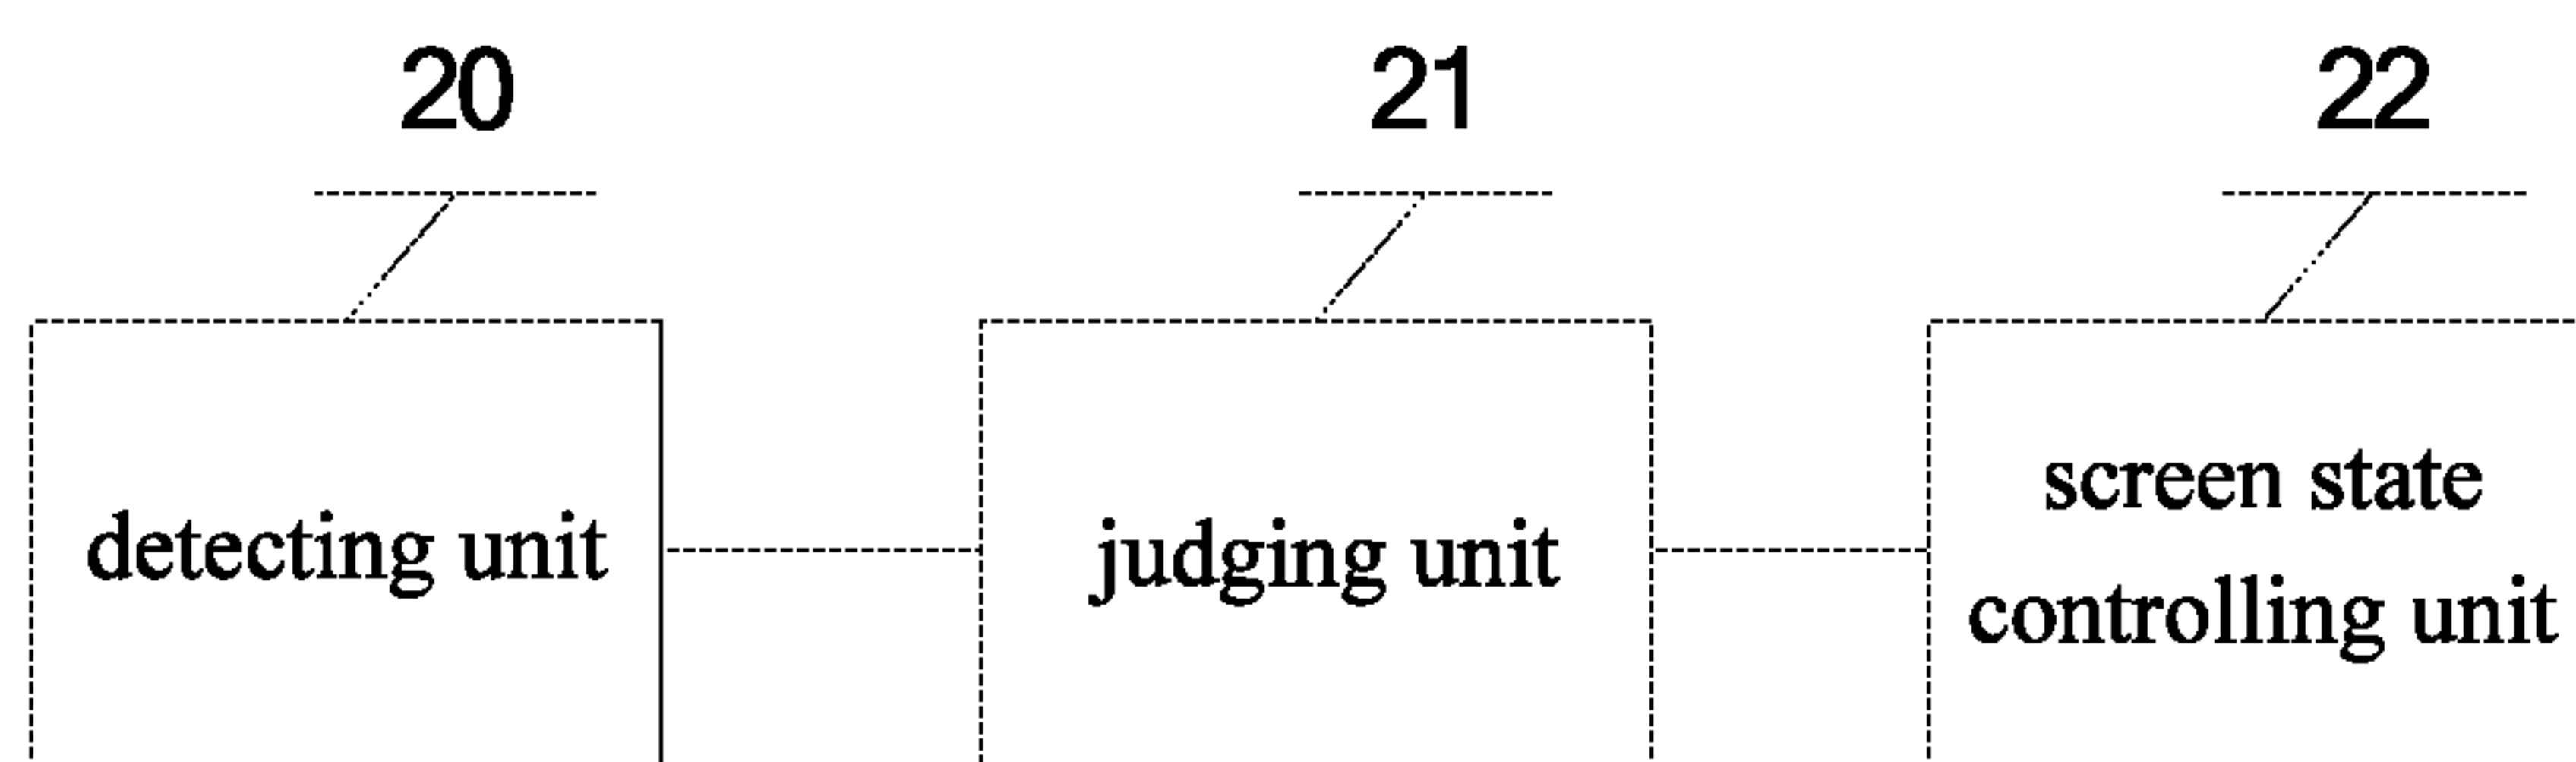 20
21
22
detecting unit
judging unit
screen state
controlling unit